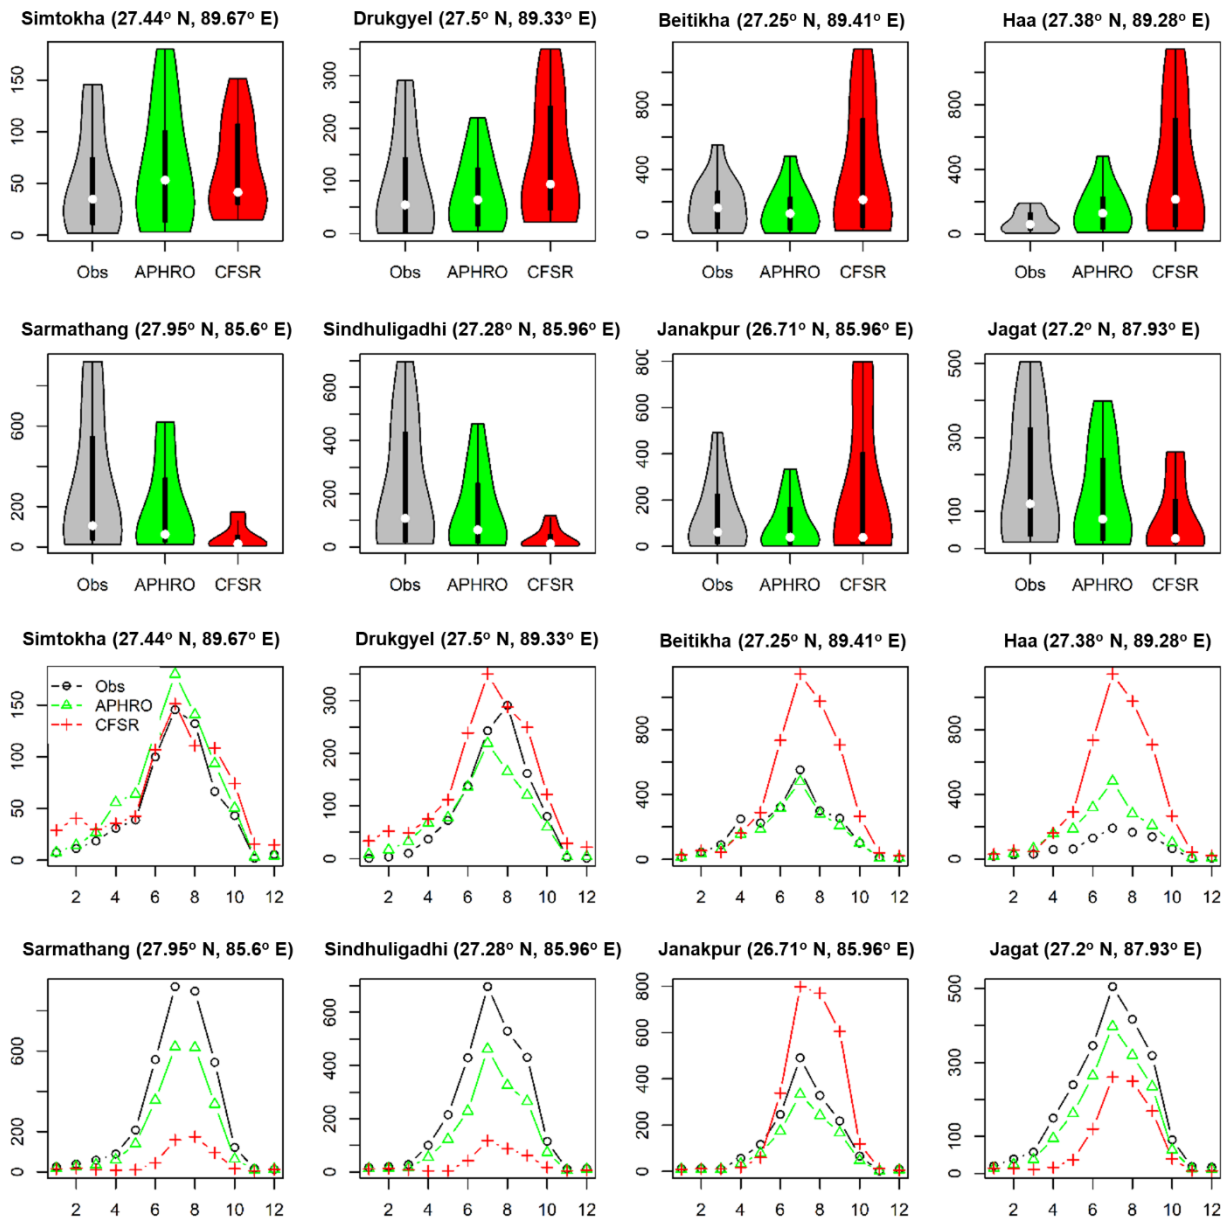 Simtokha (27.44° N, 89.67° E)
Drukgyel (27.5° N, 89.33° E)
Beitikha (27.25° N, 89.41° E)
Haa (27.38° N, 89.28° E)
0 50 100 150
0 100 200 300
0 400 800
0 400 800
Obs APHRO CFSR
Obs APHRO CFSR
Obs APHRO CFSR
Obs APHRO CFSR
Sarmathang (27.95° N, 85.6° E)
Sindhuligadhi (27.28° N, 85.96° E)
Janakpur (26.71° N, 85.96° E)
Jagat (27.2° N, 87.93° E)
0 200 600
0 200 400 600
0 200 400 600 800
0 100 300 500
Obs APHRO CFSR
Obs APHRO CFSR
Obs APHRO CFSR
Obs APHRO CFSR
Simtokha (27.44° N, 89.67° E)
Drukgyel (27.5° N, 89.33° E)
Beitikha (27.25° N, 89.41° E)
Haa (27.38° N, 89.28° E)
Obs
APHRO
CFSR
0 50 100 150
0 100 200 300
0 400 800
0 400 800
2 4 6 8 10 12
2 4 6 8 10 12
2 4 6 8 10 12
2 4 6 8 10 12
Sarmathang (27.95° N, 85.6° E)
Sindhuligadhi (27.28° N, 85.96° E)
Janakpur (26.71° N, 85.96° E)
Jagat (27.2° N, 87.93° E)
0 200 600
0 200 400 600
0 200 400 600 800
0 100 300 500
2 4 6 8 10 12
2 4 6 8 10 12
2 4 6 8 10 12
2 4 6 8 10 12